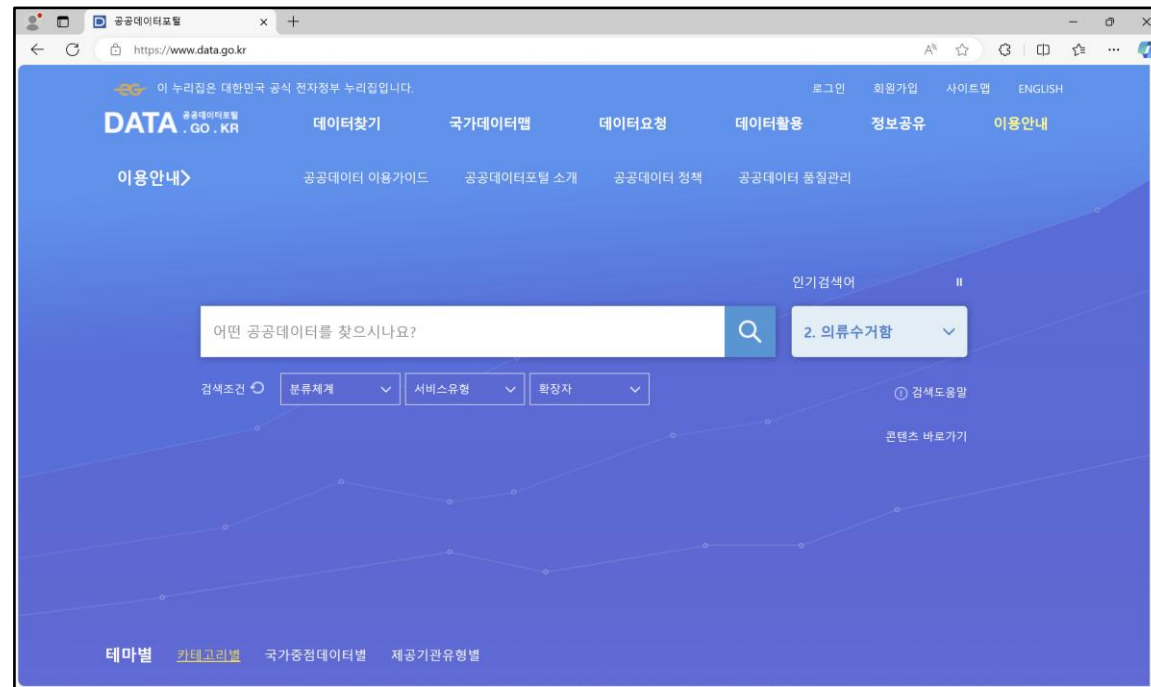 공공데이터포털
https://www.data.go.kr
이 누리집은 대한민국 공식 전자정부 누리집입니다.
로그인 회원가입 사이트맵 ENGLISH
DATA 공공데이터포털 .GO.KR
데이터찾기 국가데이터맵 데이터요청 데이터활용 정보공유 이용안내
이용안내> 공공데이터 이용가이드 공공데이터포털 소개 공공데이터 정책 공공데이터 품질관리
인기검색어
어떤 공공데이터를 찾으시나요?
2. 의류수거함
검색조건 분류체계 서비스유형 확장자
검색도움말
콘텐츠 바로가기
테마별 카테고리별 국가중점데이터별 제공기관유형별